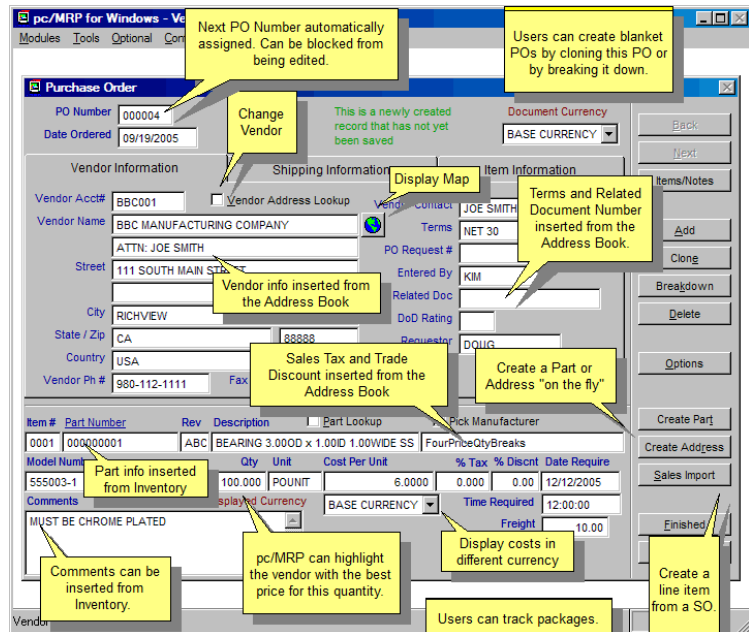 pc/MRP for Windows - Ve
Modules Tools Optional Com
Next PO Number automatically
assigned. Can be blocked from
being edited.
Users can create blanket
POs by cloning this PO or
by breaking it down.
Purchase Order
PO Number 000004
Date Ordered 09/19/2005
Change
Vendor
This is a newly created
record that has not yet
been saved
Document Currency
BASE CURRENCY
Back
Next
Items/Notes
Add
Clone
Breakdown
Delete
Options
Create Part
Create Address
Sales Import
Finished
Vendor Information
Shipping Information
Item Information
Display Map
Vendor Acct# BBC001
Vendor Address Lookup
Vendor Contact JOE SMITH
Vendor Name BBC MANUFACTURING COMPANY
Terms NET 30
ATTN: JOE SMITH
PO Request #
Street 111 SOUTH MAIN STREET
Entered By KIM
Related Doc
City RICHVIEW
DoD Rating
State / Zip CA 88888
Requestor DOUG
Country USA
Vendor Ph # 980-112-1111 Fax
Terms and Related
Document Number
inserted from the
Address Book.
Vendor info inserted from
the Address Book
Sales Tax and Trade
Discount inserted from the
Address Book
Create a Part or
Address "on the fly"
Item # Part Number Rev Description Part Lookup Pick Manufacturer
0001 000000001 ABC BEARING 3.00OD x 1.00ID 1.00WIDE SS FourPriceQtyBreaks
Model Number Qty Unit Cost Per Unit % Tax % Discnt Date Require
555003-1 100.000 POUNIT 6.0000 0.000 0.00 12/12/2005
Part info inserted
from Inventory
Comments
Displayed Currency BASE CURRENCY
Time Required 12:00:00
Freight 10.00
MUST BE CHROME PLATED
Comments can be
inserted from
Inventory.
pc/MRP can highlight
the vendor with the best
price for this quantity.
Display costs in
different currency
Create a
line item
from a SO.
Users can track packages.
Vendor